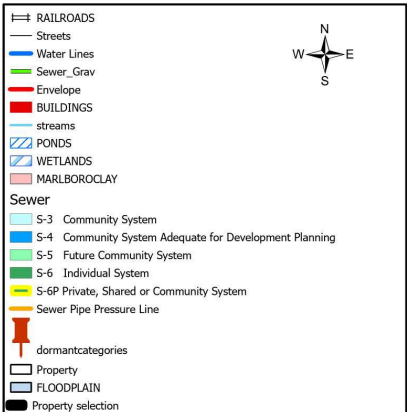 RAILROADS
Streets
Water Lines
Sewer_Grav
Envelope
BUILDINGS
streams
PONDS
WETLANDS
MARLBOROCLAY
Sewer
S-3 Community System
S-4 Community System Adequate for Development Planning
S-5 Future Community System
S-6 Individual System
S-6P Private, Shared or Community System
Sewer Pipe Pressure Line
dormantcategories
Property
FLOODPLAIN
Property selection
N
W E
S